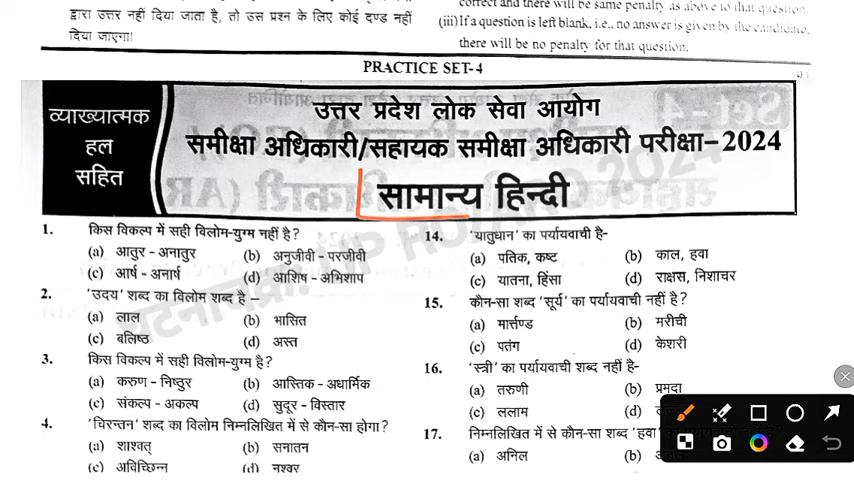 द्वारा उत्तर नहीं दिया जाता है, तो उस प्रश्न के लिए कोई दण्ड नहीं
दिया जाएगा।
correct and there will be same penalty as above to that question.
(iii) If a question is left blank, i.e., no answer is given by the candidate,
there will be no penalty for that question.
PRACTICE SET-4
व्याख्यात्मक
हल
सहित
उत्तर प्रदेश लोक सेवा आयोग
समीक्षा अधिकारी/सहायक समीक्षा अधिकारी परीक्षा–2024
सामान्य हिन्दी
1. किस विकल्प में सही विलोम-युग्म नहीं है?
(a) आतुर - अनातुर (b) अनुजीवी - परजीवी
(c) आर्ष - अनार्ष (d) आशिष - अभिशाप
2. 'उदय' शब्द का विलोम शब्द है –
(a) लाल (b) भासित
(c) बलिष्ठ (d) अस्त
3. किस विकल्प में सही विलोम-युग्म है?
(a) करुण - निष्ठुर (b) आस्तिक - अधार्मिक
(c) संकल्प - अकल्प (d) सुदूर - विस्तार
4. 'चिरन्तन' शब्द का विलोम निम्नलिखित में से कौन-सा होगा?
(a) शाश्वत् (b) सनातन
(c) अविच्छिन्न (d) नश्वर
14. 'यातुधान' का पर्यायवाची है-
(a) पतिक, कष्ट (b) काल, हवा
(c) यातना, हिंसा (d) राक्षस, निशाचर
15. कौन-सा शब्द 'सूर्य' का पर्यायवाची नहीं है?
(a) मार्त्तण्ड (b) मरीची
(c) पतंग (d) केशरी
16. 'स्त्री' का पर्यायवाची शब्द नहीं है-
(a) तरुणी (b) प्रमदा
(c) ललाम (d)
17. निम्नलिखित में से कौन-सा शब्द 'हवा'
(a) अनिल (b)